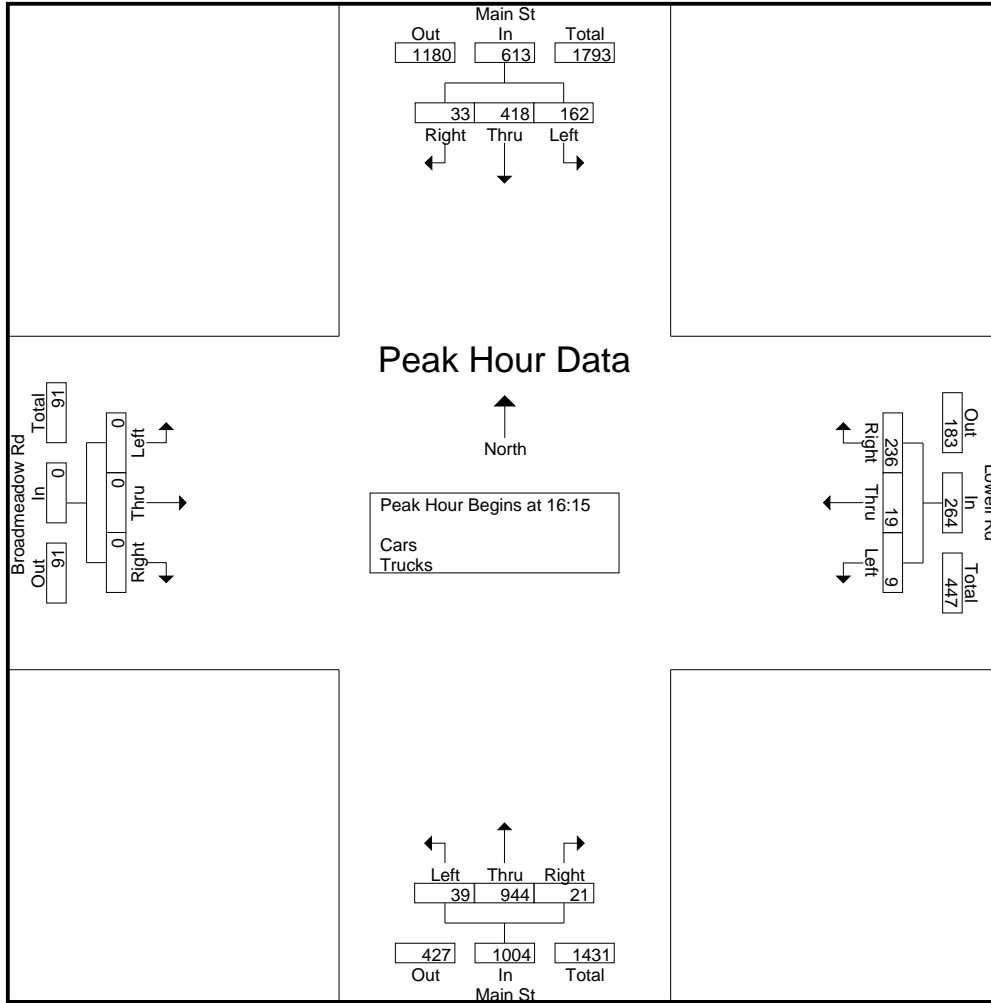 Main St
Out In Total
1180 613 1793
33 418 162
Right Thru Left
Peak Hour Data
North
Peak Hour Begins at 16:15
Cars
Trucks
Broadmeadow Rd
Total In Out
91 0 91
0 0 0
Left Thru Right
Right Thru Left
236 19 9
Out In Total
183 264 447
Lowell Rd
Left Thru Right
39 944 21
427 1004 1431
Out In Total
Main St